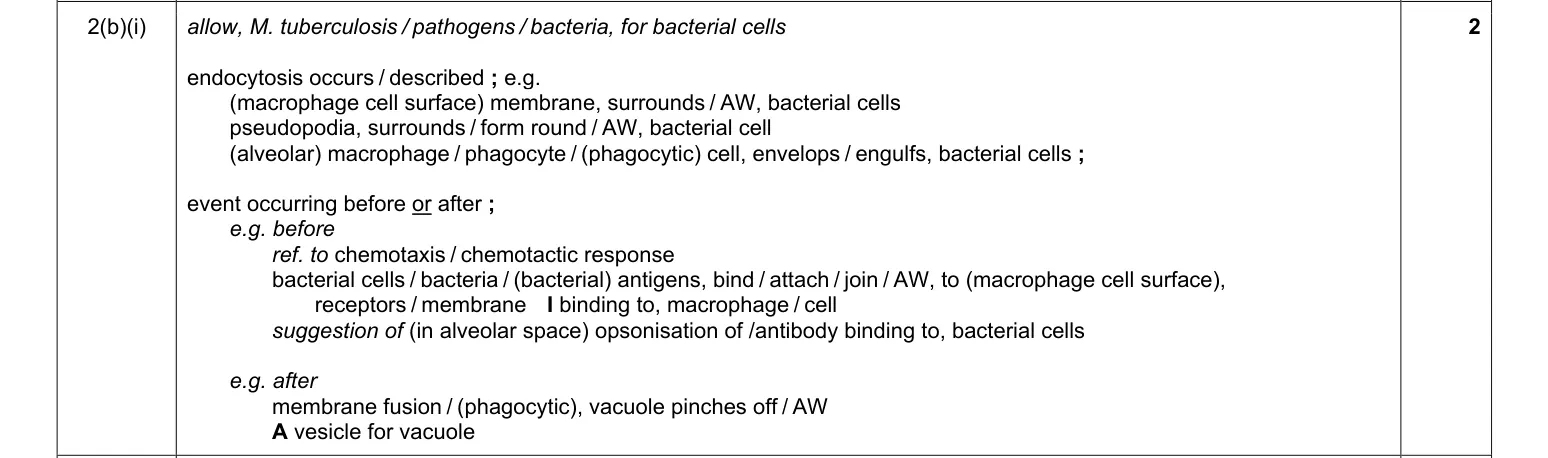 2(b)(i) allow, M. tuberculosis / pathogens / bacteria, for bacterial cells 2
endocytosis occurs / described ; e.g.
(macrophage cell surface) membrane, surrounds / AW, bacterial cells
pseudopodia, surrounds / form round / AW, bacterial cell
(alveolar) macrophage / phagocyte / (phagocytic) cell, envelops / engulfs, bacterial cells ;
event occurring before or after ;
e.g. before
ref. to chemotaxis / chemotactic response
bacterial cells / bacteria / (bacterial) antigens, bind / attach / join / AW, to (macrophage cell surface),
receptors / membrane I binding to, macrophage / cell
suggestion of (in alveolar space) opsonisation of /antibody binding to, bacterial cells
e.g. after
membrane fusion / (phagocytic), vacuole pinches off / AW
A vesicle for vacuole